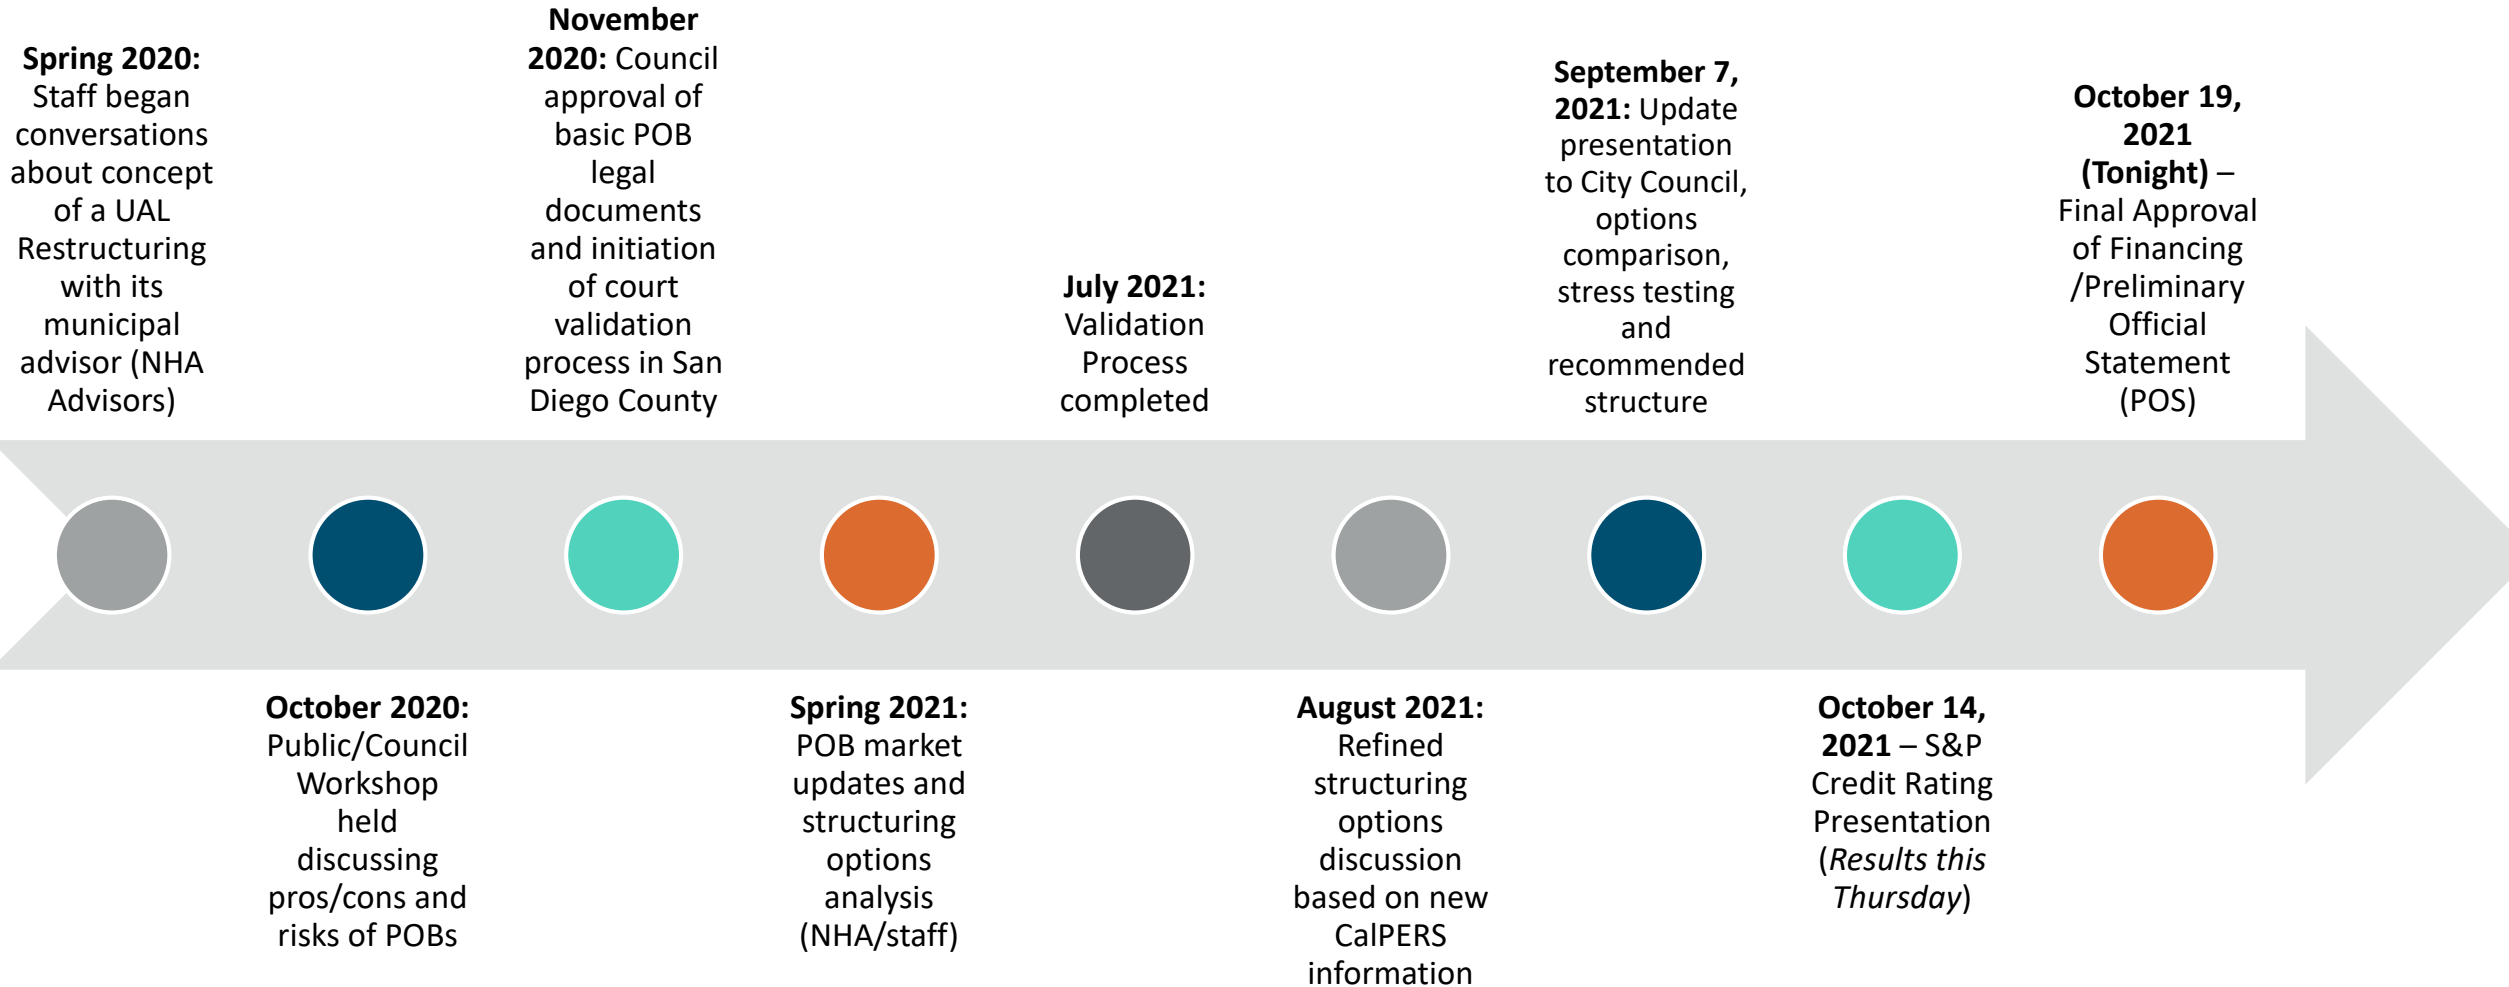 Spring 2020:
Staff began
conversations
about concept
of a UAL
Restructuring
with its
municipal
advisor (NHA
Advisors)
October 2020:
Public/Council
Workshop
held
discussing
pros/cons and
risks of POBs
November
2020: Council
approval of
basic POB
legal
documents
and initiation
of court
validation
process in San
Diego County
Spring 2021:
POB market
updates and
structuring
options
analysis
(NHA/staff)
July 2021:
Validation
Process
completed
August 2021:
Refined
structuring
options
discussion
based on new
CalPERS
information
September 7,
2021: Update
presentation
to City Council,
options
comparison,
stress testing
and
recommended
structure
October 14,
2021 – S&P
Credit Rating
Presentation
(Results this
Thursday)
October 19,
2021
(Tonight) –
Final Approval
of Financing
/Preliminary
Official
Statement
(POS)